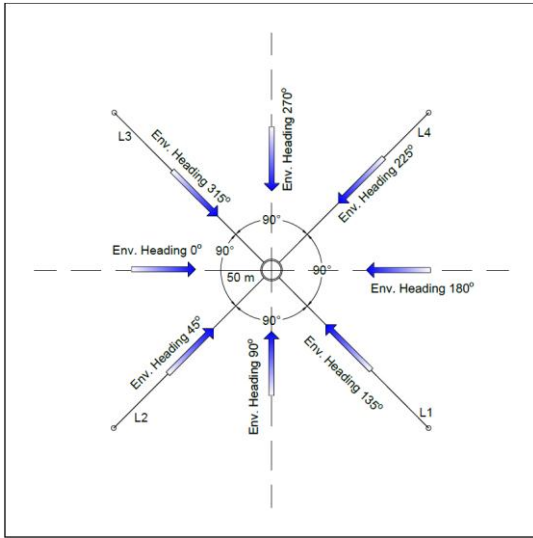 Env. Heading 270°
L3
L4
Env. Heading 315°
Env. Heading 225°
90°
Env. Heading 0°
90°
50 m
90°
Env. Heading 180°
90°
Env. Heading 45°
Env. Heading 90°
Env. Heading 135°
L2
L1